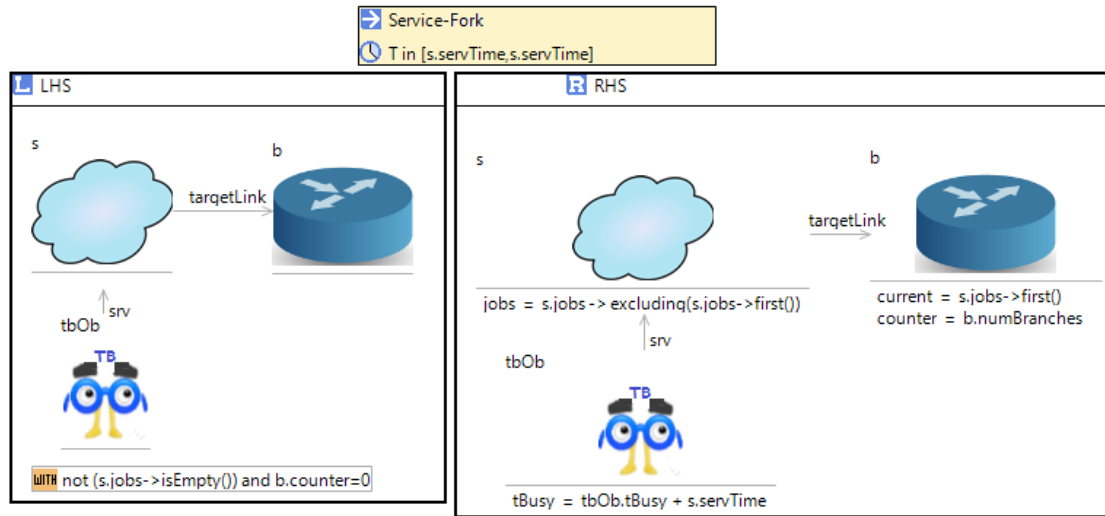 Service-Fork
T in [s.servTime,s.servTime]
L LHS
s
b
targetLink
srv
tbOb
TB
WITH not (s.jobs->isEmpty()) and b.counter=0
R RHS
s
b
targetLink
jobs = s.jobs -> excluding(s.jobs->first())
current = s.jobs->first()
counter = b.numBranches
srv
tbOb
TB
tBusy = tbOb.tBusy + s.servTime